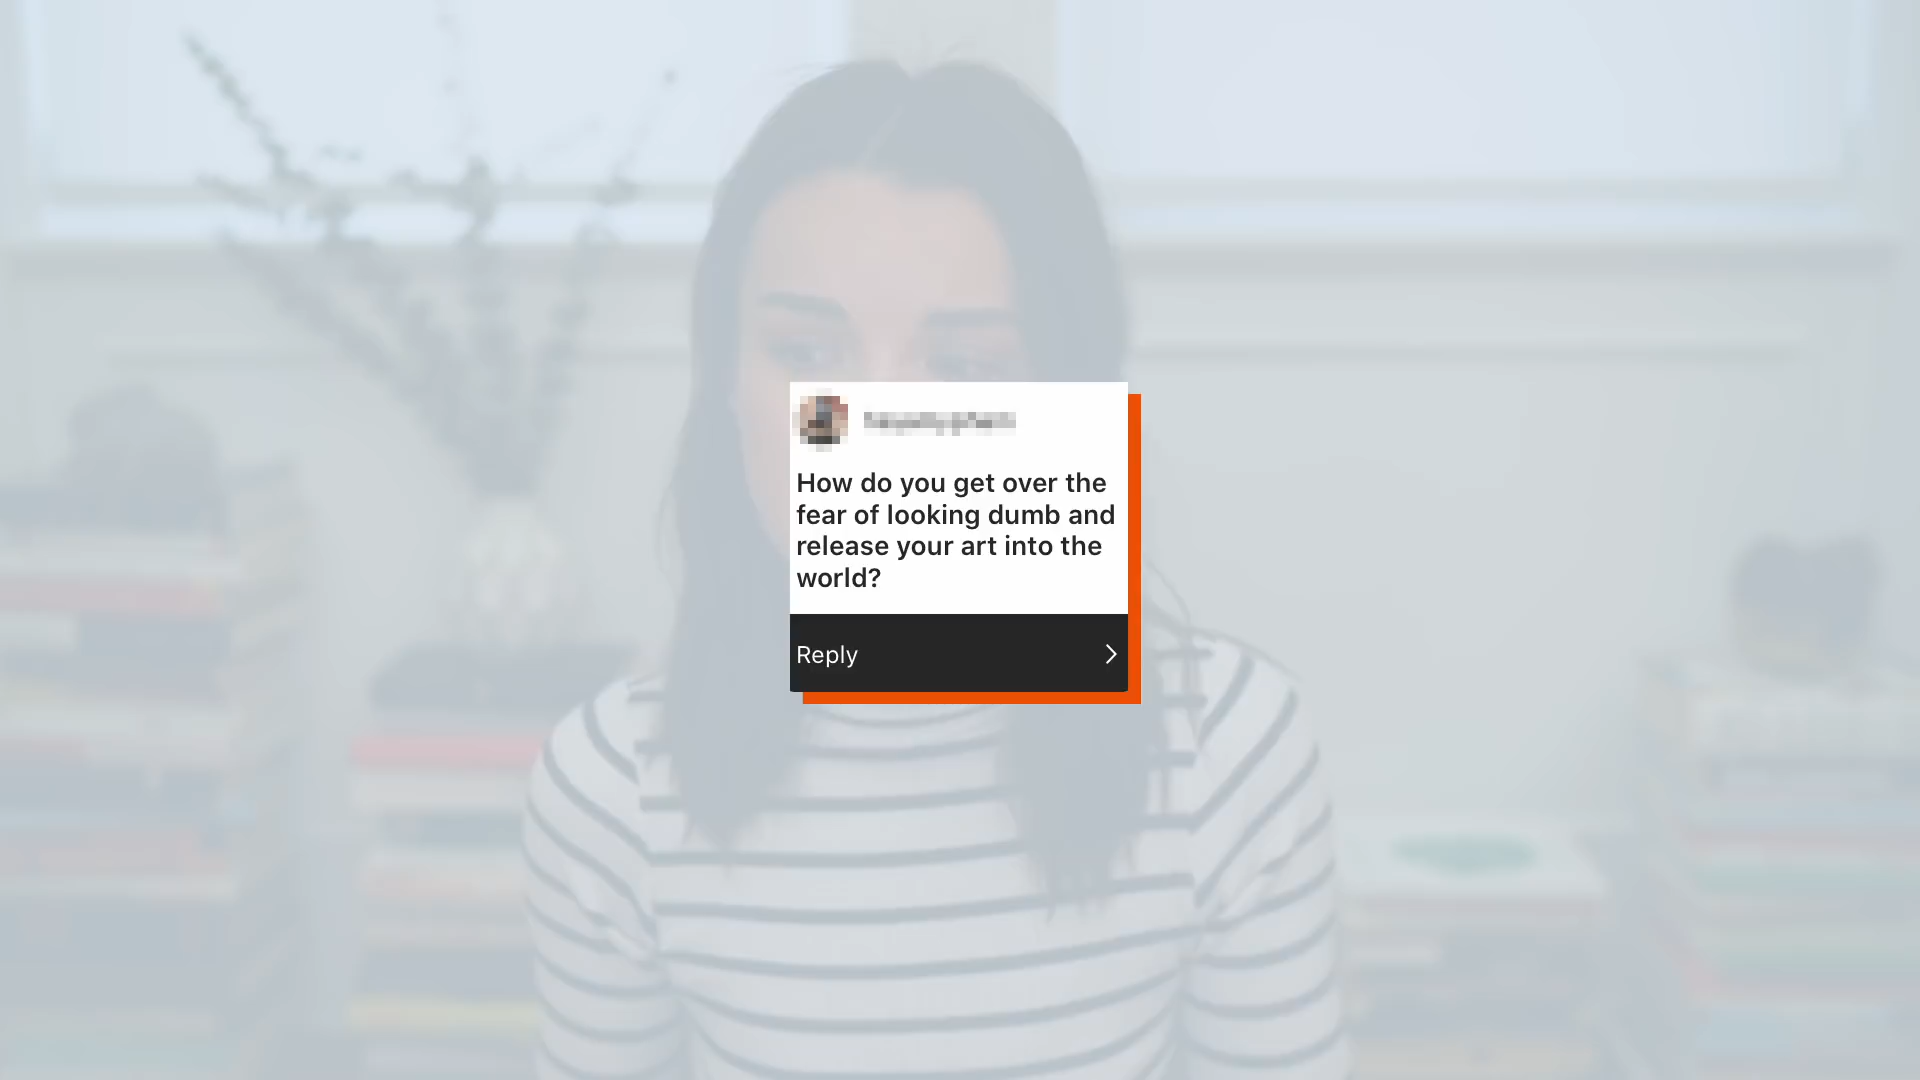 How do you get over the
fear of looking dumb and
release your art into the
world?
Reply